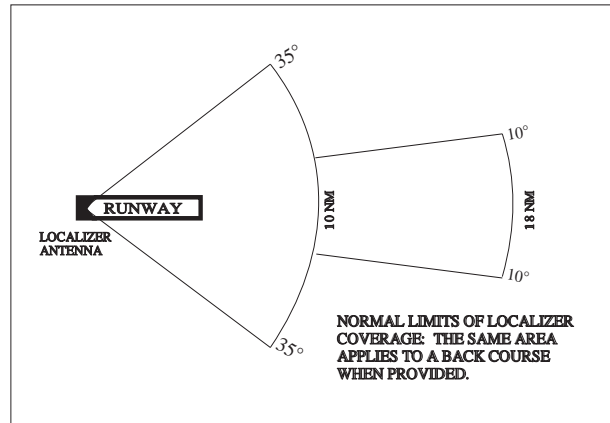 35°
10°
RUNWAY
10 NM
18 NM
LOCALIZER
ANTENNA
10°
35°
NORMAL LIMITS OF LOCALIZER
COVERAGE: THE SAME AREA
APPLIES TO A BACK COURSE
WHEN PROVIDED.